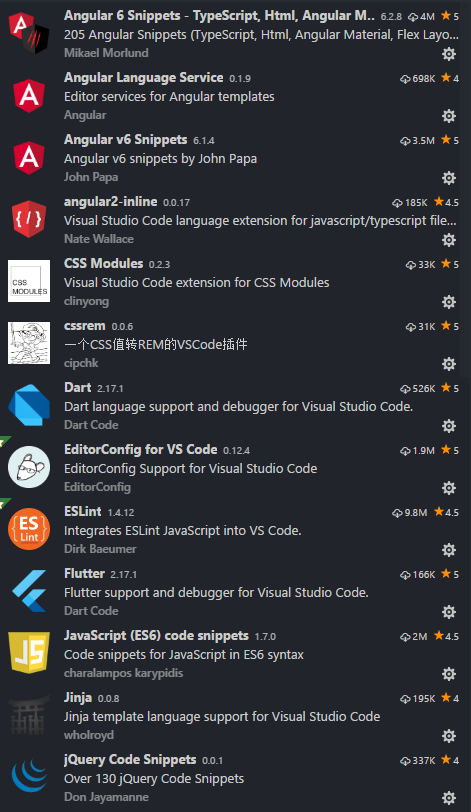 Angular 6 Snippets - TypeScript, Html, Angular M... 6.2.8 4M 5
205 Angular Snippets (TypeScript, Html, Angular Material, Flex Layo...
Mikael Morlund
Angular Language Service 0.1.9 698K 4
Editor services for Angular templates
Angular
Angular v6 Snippets 6.1.4 3.5M 5
Angular v6 snippets by John Papa
John Papa
angular2-inline 0.0.17 185K 4.5
Visual Studio Code language extension for javascript/typescript file...
Nate Wallace
CSS MODULES
CSS Modules 0.2.3 33K 5
Visual Studio Code extension for CSS Modules
clinyong
cssrem 0.0.6 31K 5
一个CSS值转REM的VSCode插件
cipchk
Dart 2.17.1 526K 5
Dart language support and debugger for Visual Studio Code.
Dart Code
EditorConfig for VS Code 0.12.4 1.9M 5
EditorConfig Support for Visual Studio Code
EditorConfig
ES Lint
ESLint 1.4.12 9.8M 4.5
Integrates ESLint JavaScript into VS Code.
Dirk Baeumer
Flutter 2.17.1 166K 5
Flutter support and debugger for Visual Studio Code.
Dart Code
JS
JavaScript (ES6) code snippets 1.7.0 2M 4.5
Code snippets for JavaScript in ES6 syntax
charalampos karypidis
Jinja 0.0.8 195K 4
Jinja template language support for Visual Studio Code
wholroyd
jQuery Code Snippets 0.0.1 337K 4
Over 130 jQuery Code Snippets
Don Jayamanne